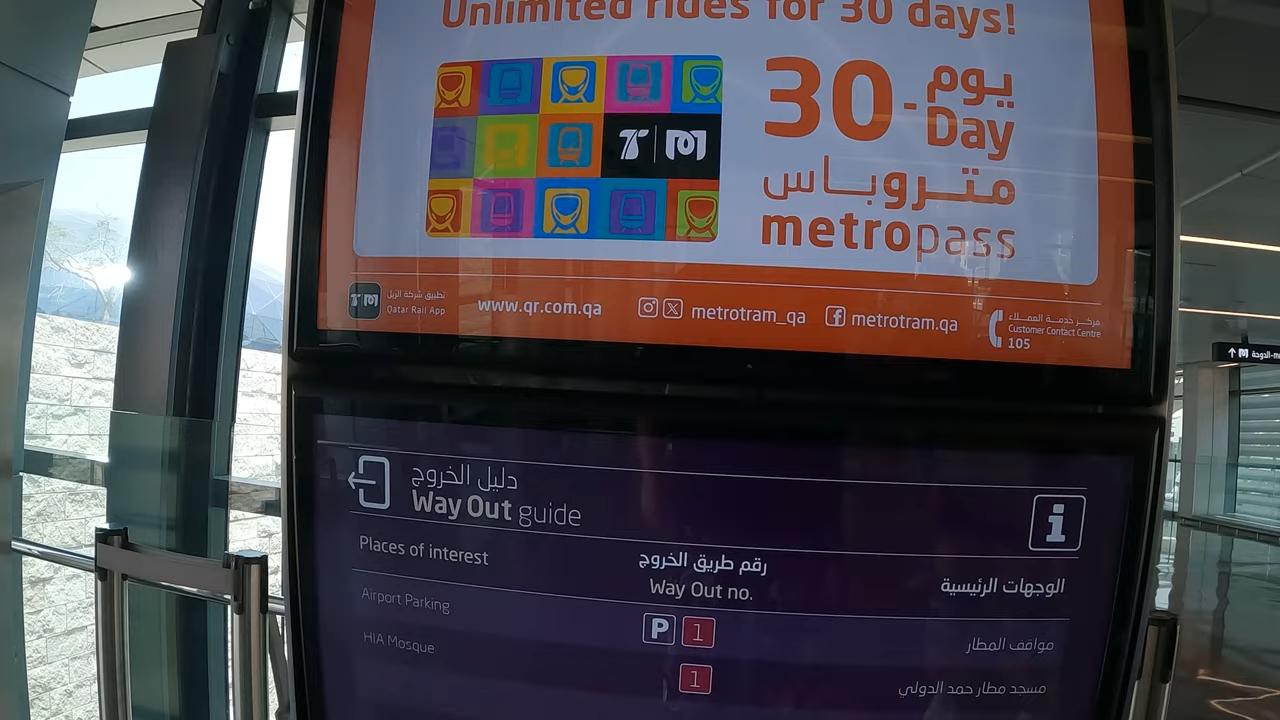 Unlimited rides for 30 days!
30-يوم
Day
متروباس
metropass
تطبيق شركة الريل
Qatar Rail App
www.qr.com.qa
metrotram_qa
metrotram.qa
مركز خدمة العملاء
Customer Contact Centre
105
دليل الخروج
Way Out guide
Places of interest
رقم طريق الخروج
Way Out no.
الوجهات الرئيسية
Airport Parking
P 1
مواقف المطار
HIA Mosque
1
مسجد مطار حمد الدولي